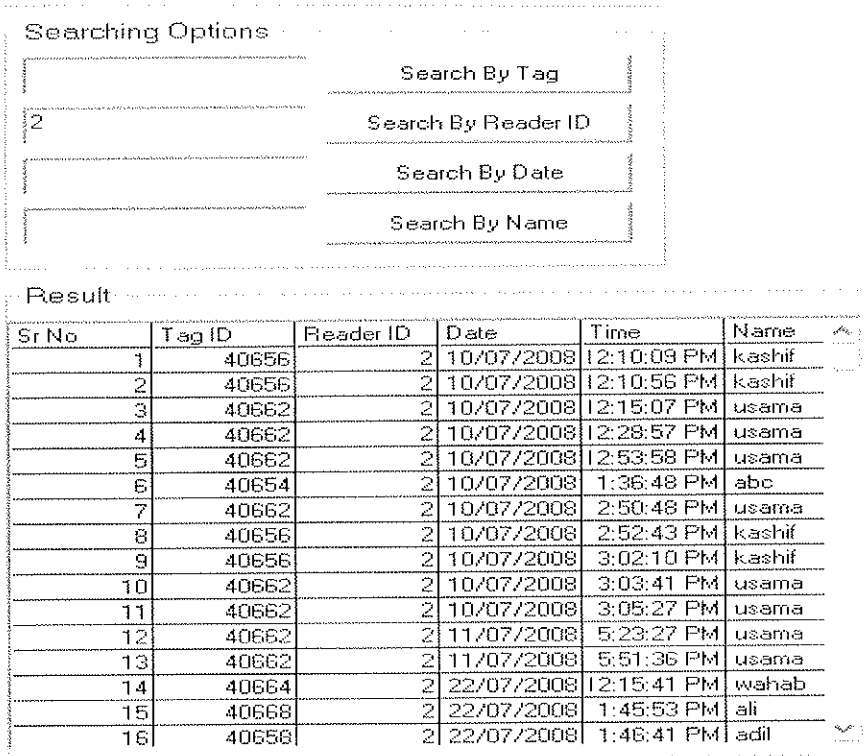 Searching Options
Search By Tag
2 Search By Reader ID
Search By Date
Search By Name
Result
Sr No Tag ID Reader ID Date Time Name
1 40656 2 10/07/2008 12:10:09 PM kashif
2 40656 2 10/07/2008 12:10:56 PM kashif
3 40662 2 10/07/2008 12:15:07 PM usama
4 40662 2 10/07/2008 12:28:57 PM usama
5 40662 2 10/07/2008 12:53:58 PM usama
6 40654 2 10/07/2008 1:36:48 PM abc
7 40662 2 10/07/2008 2:50:48 PM usama
8 40656 2 10/07/2008 2:52:43 PM kashif
9 40656 2 10/07/2008 3:02:10 PM kashif
10 40662 2 10/07/2008 3:03:41 PM usama
11 40662 2 10/07/2008 3:05:27 PM usama
12 40662 2 11/07/2008 5:23:27 PM usama
13 40662 2 11/07/2008 5:51:36 PM usama
14 40664 2 22/07/2008 12:15:41 PM wahab
15 40668 2 22/07/2008 1:45:53 PM ali
16 40658 2 22/07/2008 1:46:41 PM adil